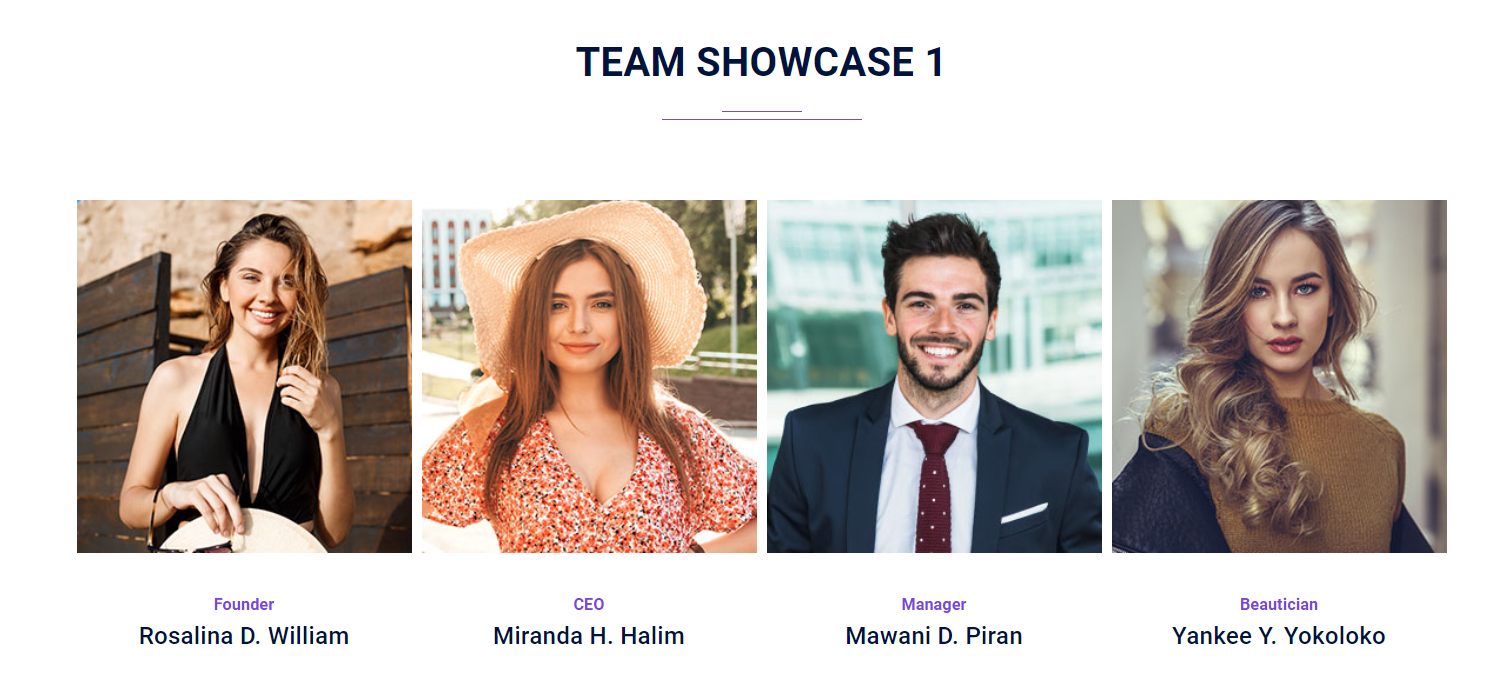 TEAM SHOWCASE 1
Founder
Rosalina D. William
CEO
Miranda H. Halim
Manager
Mawani D. Piran
Beautician
Yankee Y. Yokoloko